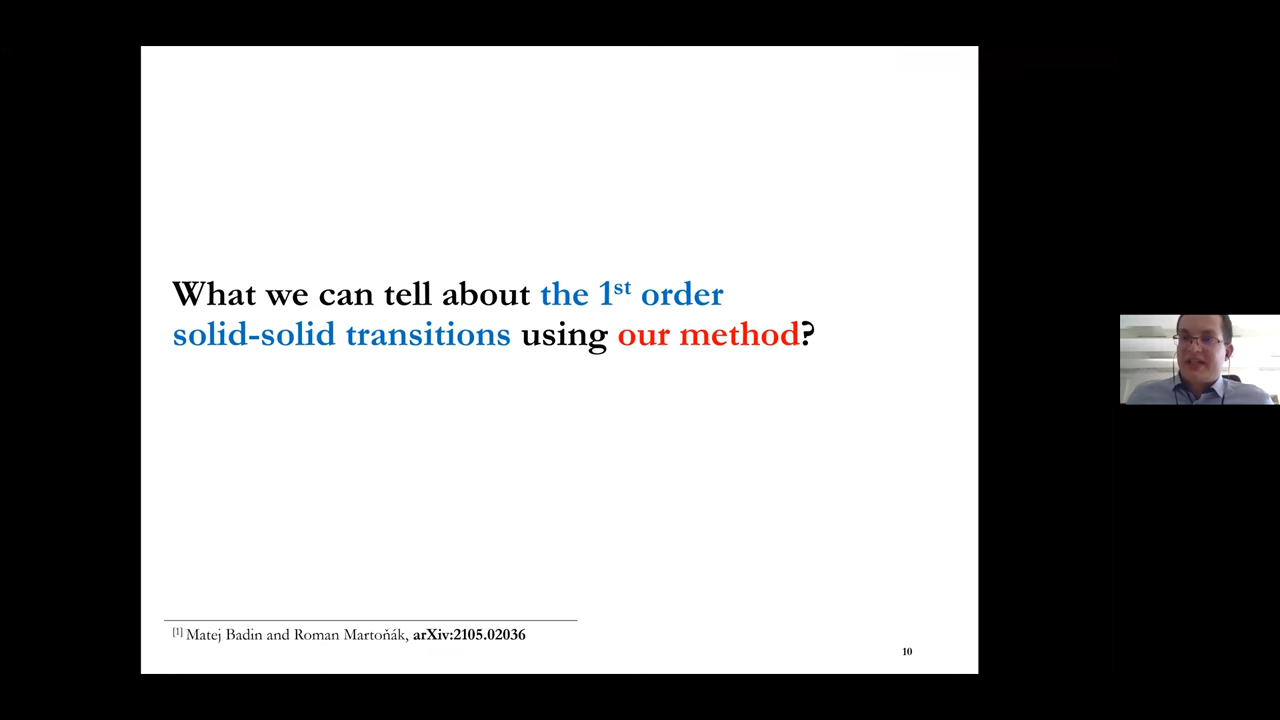 What we can tell about the 1st order
solid-solid transitions using our method?
[1] Matej Badin and Roman Martoňák, arXiv:2105.02036
10